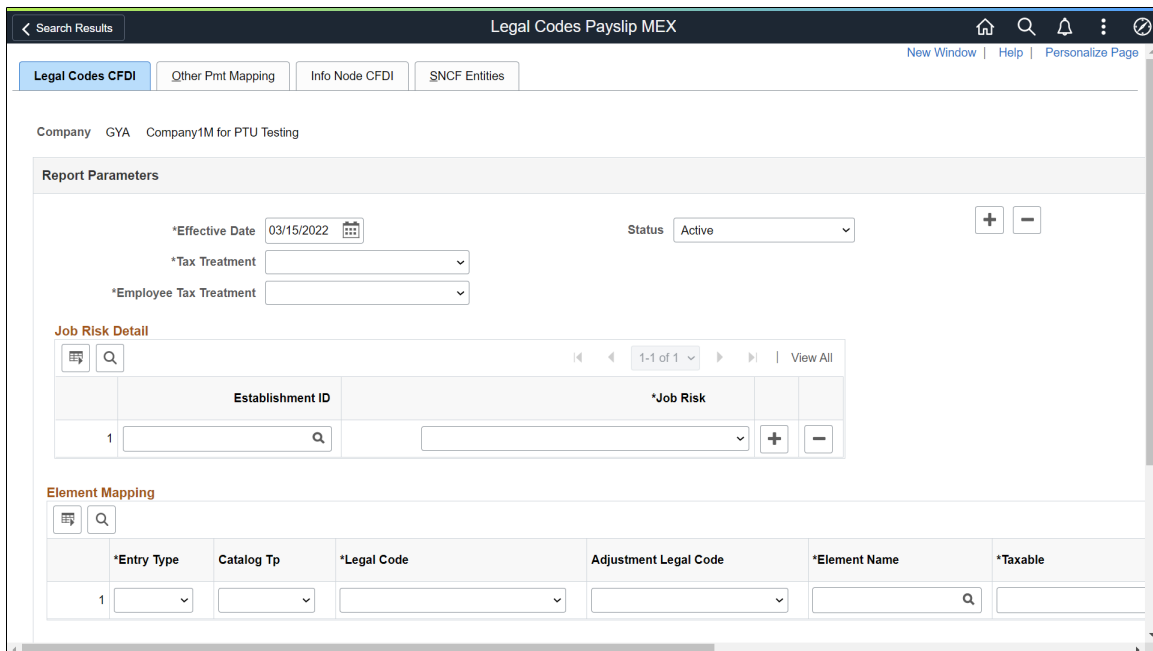 Search Results
Legal Codes Payslip MEX
New Window | Help | Personalize Page
Legal Codes CFDI
Other Pmt Mapping
Info Node CFDI
SNCF Entities
Company GYA Company1M for PTU Testing
Report Parameters
*Effective Date 03/15/2022
Status Active
*Tax Treatment
*Employee Tax Treatment
Job Risk Detail
1-1 of 1 | View All
Establishment ID *Job Risk
1
Element Mapping
*Entry Type Catalog Tp *Legal Code Adjustment Legal Code *Element Name *Taxable
1